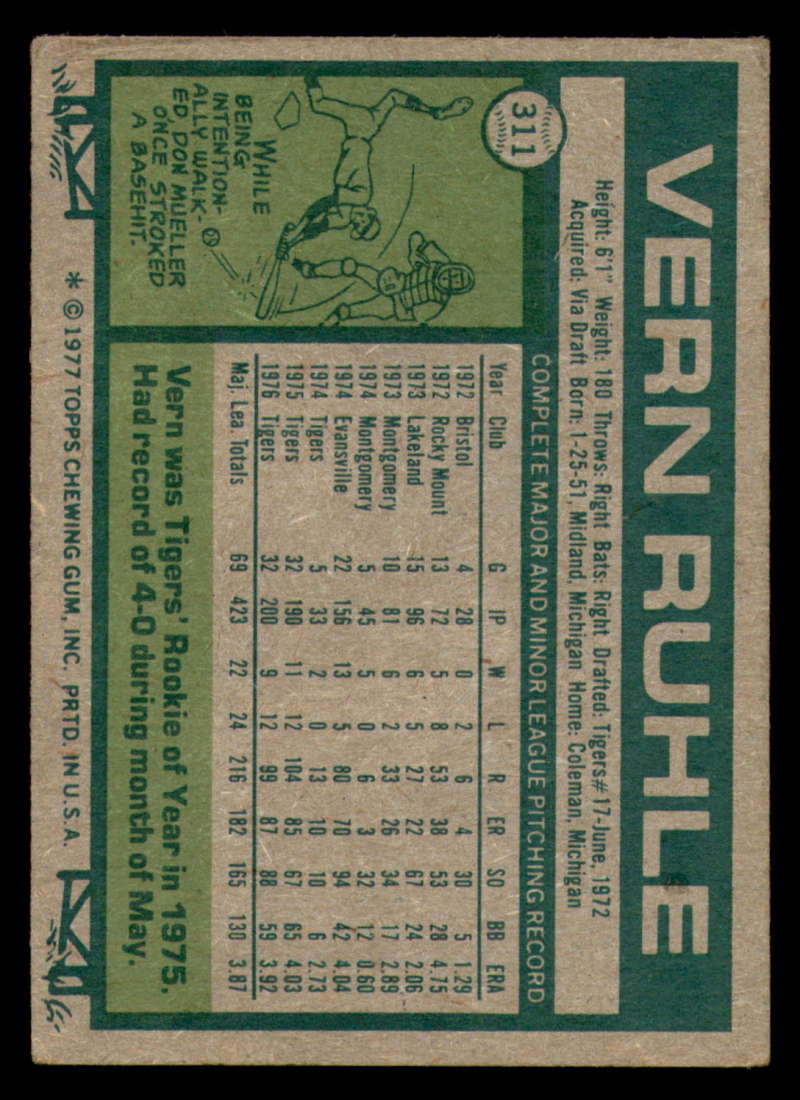 311
VERN RUHLE
Height: 6'1" Weight: 180 Throws: Right Bats: Right Drafted: Tigers #17-June, 1972
Acquired: Via Draft Born: 1-25-51, Midland, Michigan Home: Coleman, Michigan
COMPLETE MAJOR AND MINOR LEAGUE PITCHING RECORD
Year Club G IP W L R ER SO BB ERA
1972 Bristol 4 28 0 2 6 4 30 5 1.29
1972 Rocky Mount 13 72 5 8 53 38 53 28 4.75
1973 Lakeland 15 96 6 5 27 22 67 24 2.06
1973 Montgomery 10 81 6 2 33 26 34 17 2.89
1974 Montgomery 5 45 5 0 6 3 32 12 0.60
1974 Evansville 22 156 13 5 80 70 94 42 4.04
1974 Tigers 5 33 2 0 13 10 10 6 2.73
1975 Tigers 32 190 11 12 104 85 67 65 4.03
1976 Tigers 32 200 9 12 99 87 88 59 3.92
Maj. Lea. Totals 69 423 22 24 216 182 165 130 3.87
WHILE
BEING
INTENTION-
ALLY WALK-
ED DON MUELLER
ONCE STROKED
A BASEHIT.
Vern was Tigers' Rookie of Year in 1975.
Had record of 4-0 during month of May.
* © 1977 TOPPS CHEWING GUM, INC. PRTD. IN U.S.A.